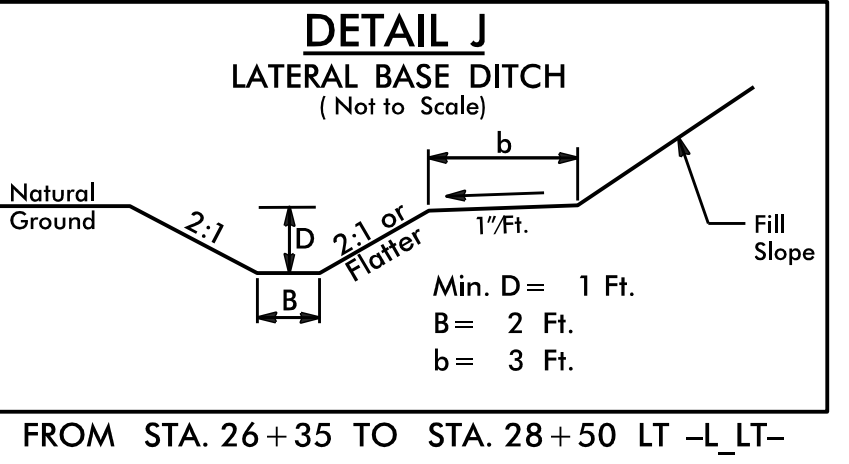 DETAIL J
LATERAL BASE DITCH
( Not to Scale)
b
Natural
Ground
2:1
D
2:1 or
Flatter
1"/Ft.
Fill
Slope
B
Min. D = 1 Ft.
B = 2 Ft.
b = 3 Ft.
FROM STA. 26+35 TO STA. 28+50 LT -L_LT-